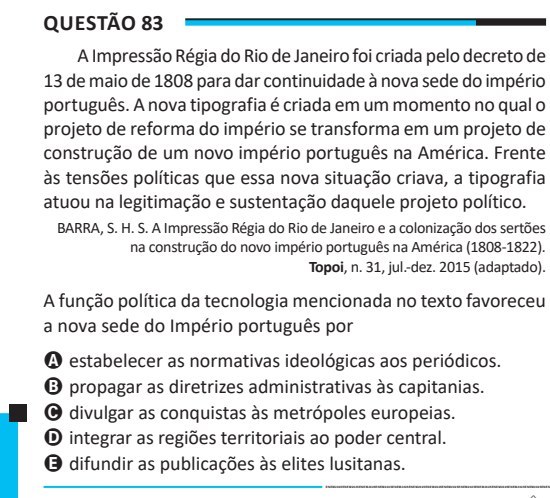 QUESTÃO 83
A Impressão Régia do Rio de Janeiro foi criada pelo decreto de
13 de maio de 1808 para dar continuidade à nova sede do império
português. A nova tipografia é criada em um momento no qual o
projeto de reforma do império se transforma em um projeto de
construção de um novo império português na América. Frente
às tensões políticas que essa nova situação criava, a tipografia
atuou na legitimação e sustentação daquele projeto político.
BARRA, S. H. S. A Impressão Régia do Rio de Janeiro e a colonização dos sertões
na construção do novo império português na América (1808-1822).
Topoi, n. 31, jul.-dez. 2015 (adaptado).
A função política da tecnologia mencionada no texto favoreceu
a nova sede do Império português por
A estabelecer as normativas ideológicas aos periódicos.
B propagar as diretrizes administrativas às capitanias.
C divulgar as conquistas às metrópoles europeias.
D integrar as regiões territoriais ao poder central.
E difundir as publicações às elites lusitanas.